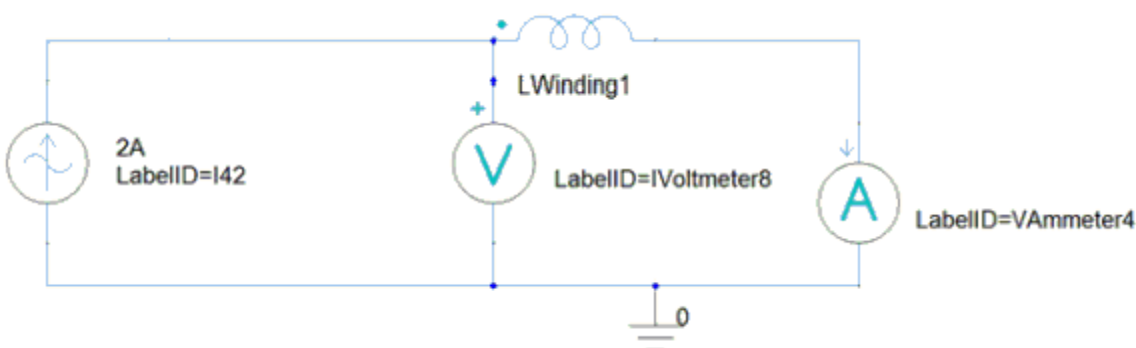 LWinding1
2A
LabelID=I42
V
LabelID=IVoltmeter8
A
LabelID=VAmmeter4
0